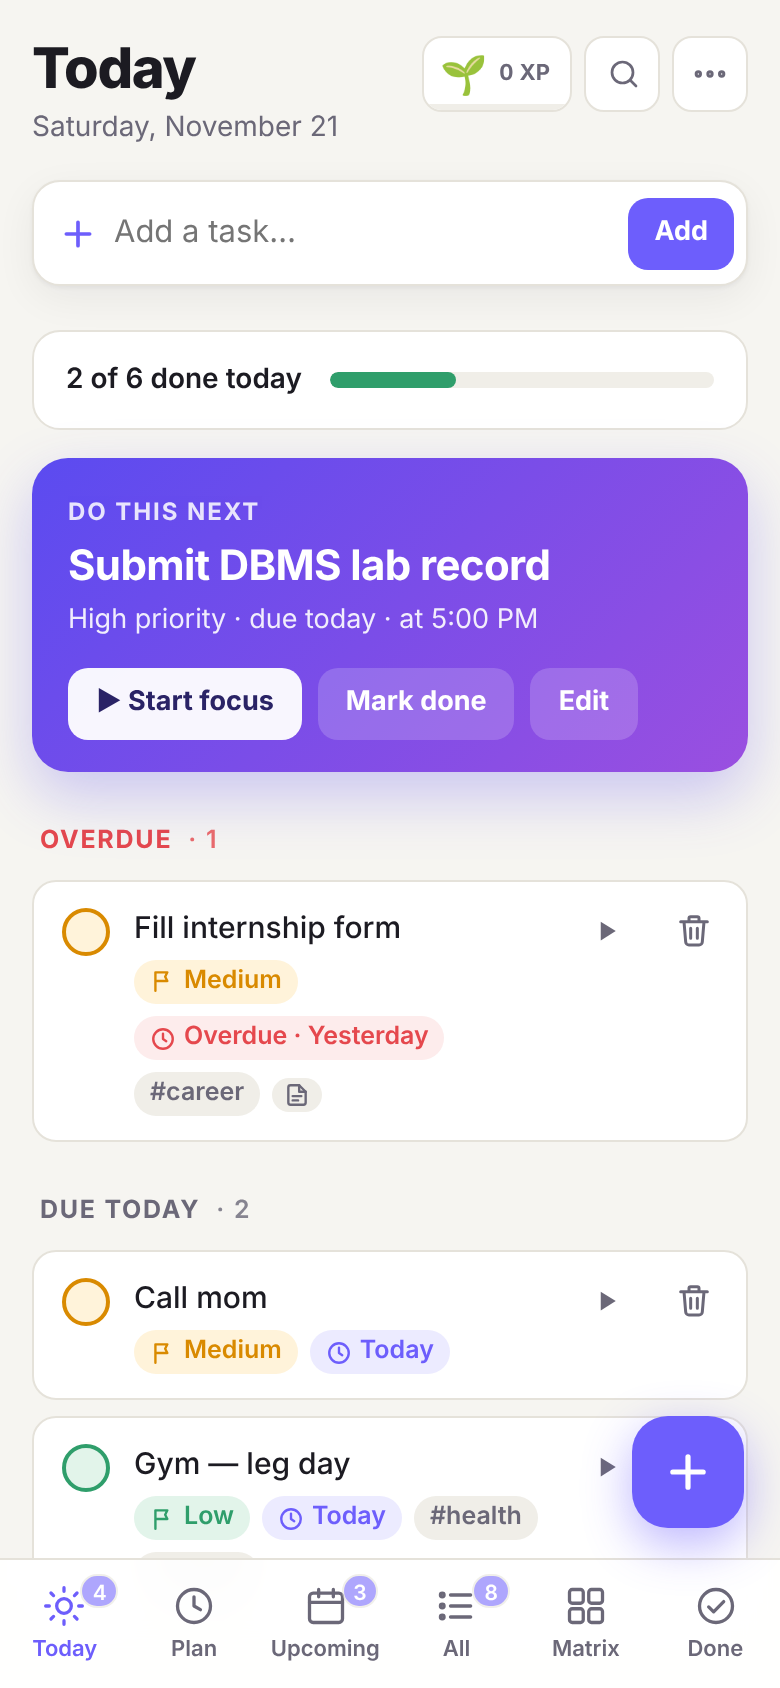 Today
0 XP
Saturday, November 21
Add a task...
Add
2 of 6 done today
DO THIS NEXT
Submit DBMS lab record
High priority · due today · at 5:00 PM
Start focus
Mark done
Edit
OVERDUE · 1
Fill internship form
Medium
Overdue · Yesterday
#career
DUE TODAY · 2
Call mom
Medium
Today
Gym — leg day
Low
Today
#health
4
3
8
Today
Plan
Upcoming
All
Matrix
Done